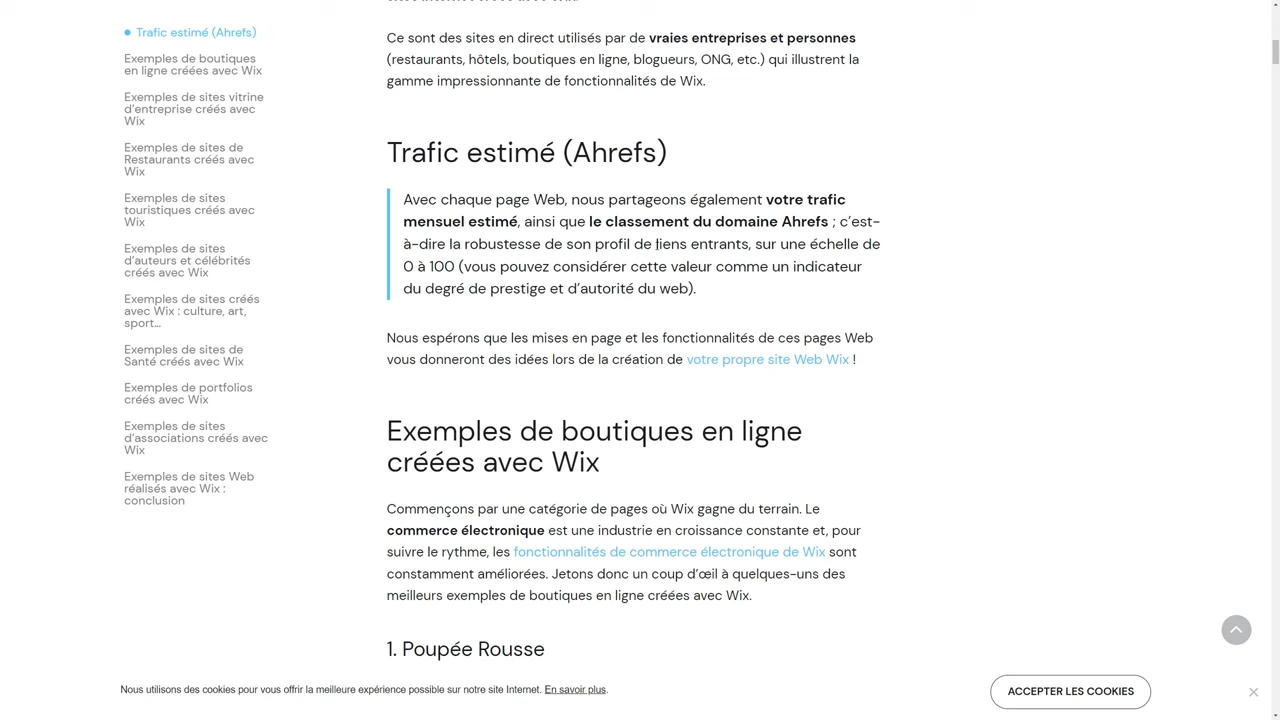 Trafic estimé (Ahrefs)
Exemples de boutiques
en ligne créées avec Wix
Exemples de sites vitrine
d'entreprise créés avec
Wix
Exemples de sites de
Restaurants créés avec
Wix
Exemples de sites
touristiques créés avec
Wix
Exemples de sites
d'auteurs et célébrités
créés avec Wix
Exemples de sites créés
avec Wix : culture, art,
sport…
Exemples de sites de
Santé créés avec Wix
Exemples de portfolios
créés avec Wix
Exemples de sites
d'associations créés avec
Wix
Exemples de sites Web
réalisés avec Wix :
conclusion
Ce sont des sites en direct utilisés par de vraies entreprises et personnes
(restaurants, hôtels, boutiques en ligne, blogueurs, ONG, etc.) qui illustrent la
gamme impressionnante de fonctionnalités de Wix.
Trafic estimé (Ahrefs)
Avec chaque page Web, nous partageons également votre trafic
mensuel estimé, ainsi que le classement du domaine Ahrefs ; c'est-
à-dire la robustesse de son profil de liens entrants, sur une échelle de
0 à 100 (vous pouvez considérer cette valeur comme un indicateur
du degré de prestige et d'autorité du web).
Nous espérons que les mises en page et les fonctionnalités de ces pages Web
vous donneront des idées lors de la création de votre propre site Web Wix !
Exemples de boutiques en ligne
créées avec Wix
Commençons par une catégorie de pages où Wix gagne du terrain. Le
commerce électronique est une industrie en croissance constante et, pour
suivre le rythme, les fonctionnalités de commerce électronique de Wix sont
constamment améliorées. Jetons donc un coup d'œil à quelques-uns des
meilleurs exemples de boutiques en ligne créées avec Wix.
1. Poupée Rousse
Nous utilisons des cookies pour vous offrir la meilleure expérience possible sur notre site Internet. En savoir plus.
ACCEPTER LES COOKIES